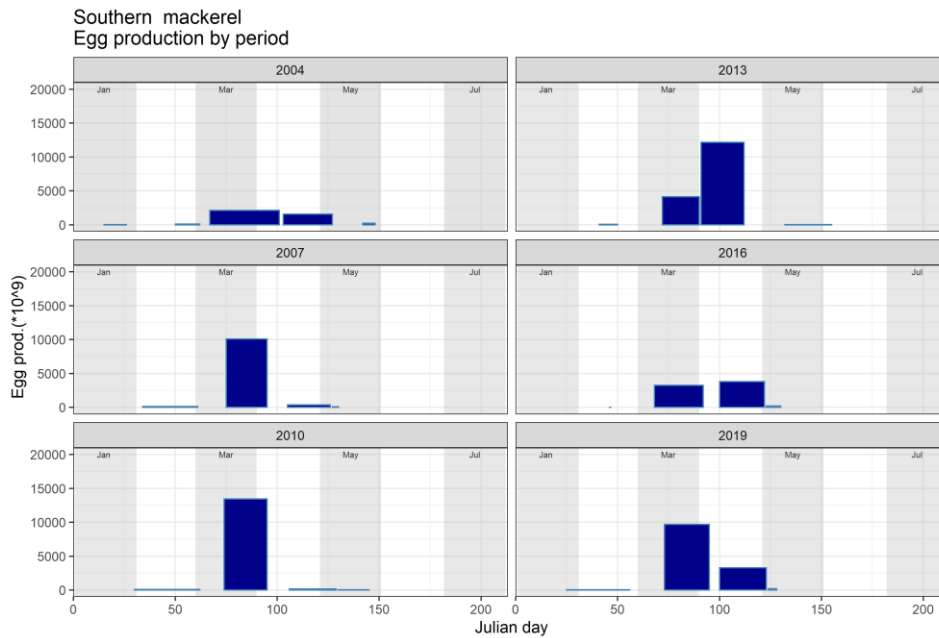 Southern  mackerel
Egg production by period
2004
2013
Jan Mar May Jul
Jan Mar May Jul
20000
15000
10000
5000
0
2007
2016
Jan Mar May Jul
Jan Mar May Jul
20000
15000
10000
5000
0
Egg prod.(*10^9)
2010
2019
Jan Mar May Jul
Jan Mar May Jul
20000
15000
10000
5000
0
0 50 100 150 200
0 50 100 150 200
Julian day